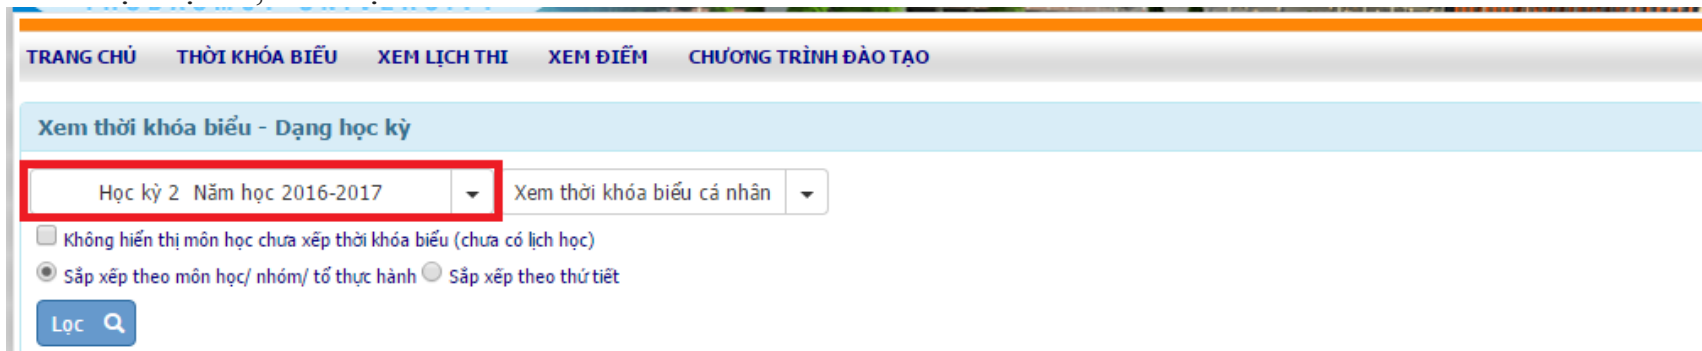 TRANG CHỦ THỜI KHÓA BIỂU XEM LỊCH THI XEM ĐIỂM CHƯƠNG TRÌNH ĐÀO TẠO
Xem thời khóa biểu - Dạng học kỳ
Học kỳ 2 Năm học 2016-2017 Xem thời khóa biểu cá nhân
Không hiển thị môn học chưa xếp thời khóa biểu (chưa có lịch học)
Sắp xếp theo môn học/ nhóm/ tổ thực hành Sắp xếp theo thứ tiết
Lọc